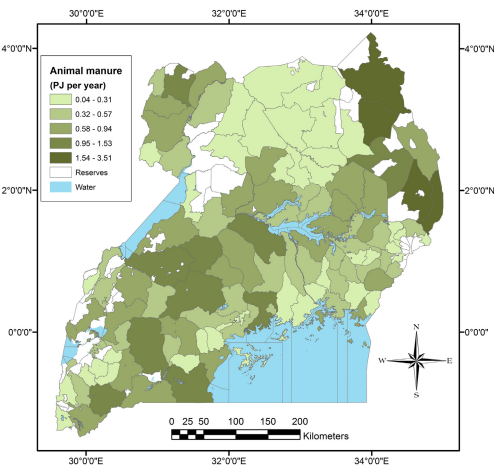 30°0'0"E 32°0'0"E 34°0'0"E
4°0'0"N 4°0'0"N
Animal manure
(PJ per year)
0.04 - 0.31
0.32 - 0.57
0.58 - 0.94
0.95 - 1.53
1.54 - 3.51
Reserves
Water
2°0'0"N 2°0'0"N
0°0'0" 0°0'0"
N
W E
S
0 25 50 100 150 200
Kilometers
30°0'0"E 32°0'0"E 34°0'0"E